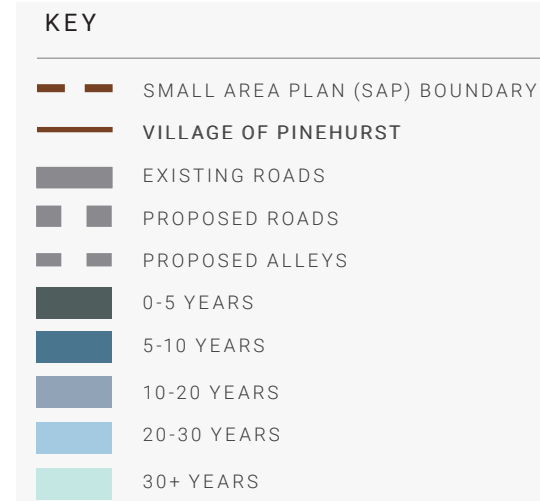 KEY
SMALL AREA PLAN (SAP) BOUNDARY
VILLAGE OF PINEHURST
EXISTING ROADS
PROPOSED ROADS
PROPOSED ALLEYS
0-5 YEARS
5-10 YEARS
10-20 YEARS
20-30 YEARS
30+ YEARS